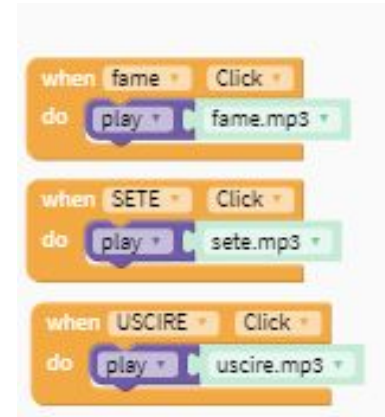 when fame Click
do play fame.mp3
when SETE Click
do play sete.mp3
when USCIRE Click
do play uscire.mp3